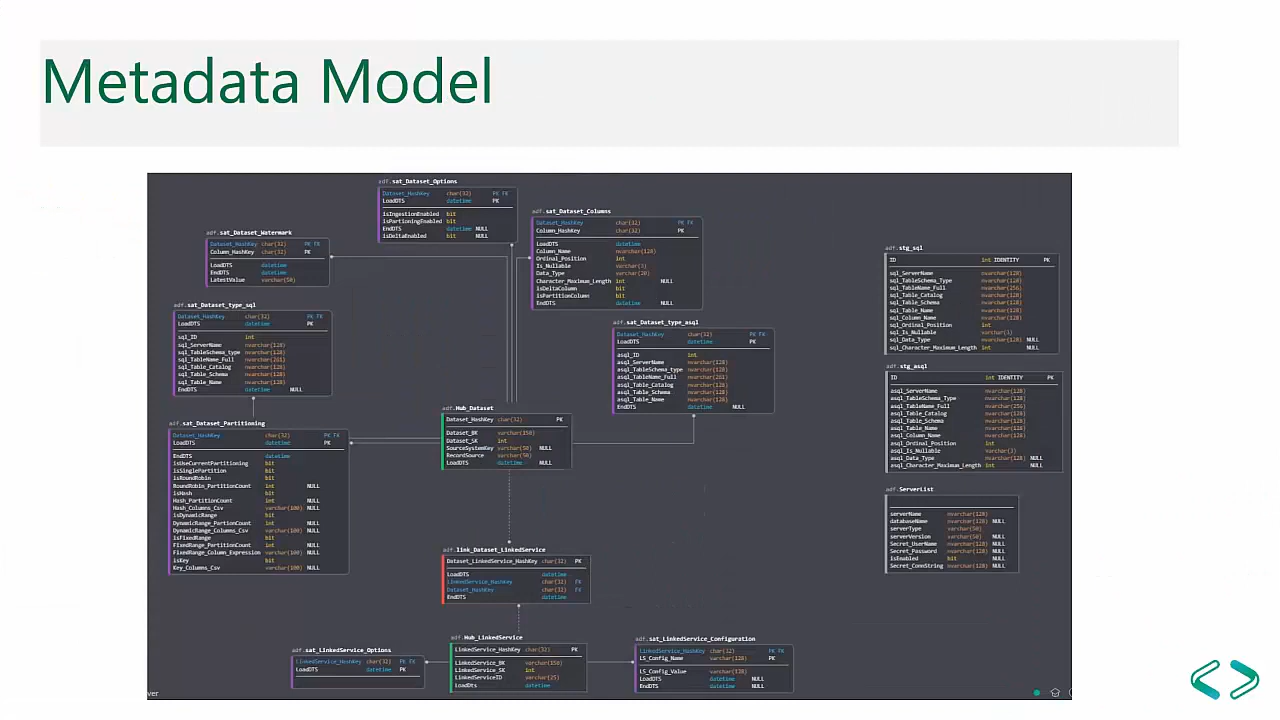 Metadata Model
adf.sat_Dataset_Options
Dataset_HashKey char(32) PK FK
LoadDTS datetime PK
isIngestionEnabled bit
isPartioningEnabled bit
EndDTS datetime NULL
isDeltaEnabled bit NULL
adf.sat_Dataset_Columns
Dataset_HashKey char(32) PK FK
Column_HashKey char(32) PK
LoadDTS datetime
Column_Name nvarchar(128)
Ordinal_Position int
Is_Nullable varchar(3)
Data_Type varchar(20)
Character_Maximum_Length int NULL
isDeltaColumn bit
isPartitionColumn bit
EndDTS datetime NULL
adf.sat_Dataset_Watermark
Dataset_HashKey char(32) PK FK
Column_HashKey char(32) PK
LoadDTS datetime
EndDTS datetime
LatestValue varchar(50)
adf.sat_Dataset_type_sql
Dataset_HashKey char(32) PK FK
LoadDTS datetime PK
sql_ID int
sql_ServerName nvarchar(128)
sql_TableSchema_type nvarchar(128)
sql_TableName_Full nvarchar(261)
sql_Table_Catalog nvarchar(128)
sql_Table_Schema nvarchar(128)
sql_Table_Name nvarchar(128)
EndDTS datetime NULL
adf.sat_Dataset_type_asql
Dataset_HashKey char(32) PK FK
LoadDTS datetime PK
asql_ID int
asql_ServerName nvarchar(128)
asql_TableSchema_type nvarchar(128)
asql_TableName_Full nvarchar(261)
asql_Table_Catalog nvarchar(128)
asql_Table_Schema nvarchar(128)
asql_Table_Name nvarchar(128)
EndDTS datetime NULL
adf.stg_sql
ID int IDENTITY PK
sql_ServerName nvarchar(128)
sql_TableSchema_Type nvarchar(128)
sql_TableName_Full nvarchar(256)
sql_Table_Catalog nvarchar(128)
sql_Table_Schema nvarchar(128)
sql_Table_Name nvarchar(128)
sql_Column_Name nvarchar(128)
sql_Ordinal_Position int
sql_Is_Nullable varchar(3)
sql_Data_Type nvarchar(128) NULL
sql_Character_Maximum_Length int NULL
adf.stg_asql
ID int IDENTITY PK
asql_ServerName nvarchar(128)
asql_TableSchema_Type nvarchar(128)
asql_TableName_Full nvarchar(256)
asql_Table_Catalog nvarchar(128)
asql_Table_Schema nvarchar(128)
asql_Table_Name nvarchar(128)
asql_Column_Name nvarchar(128)
asql_Ordinal_Position int
asql_Is_Nullable varchar(3)
asql_Data_Type nvarchar(128) NULL
asql_Character_Maximum_Length int NULL
adf.Hub_Dataset
Dataset_HashKey char(32) PK
Dataset_BK varchar(150)
Dataset_SK int
SourceSystemKey varchar(50) NULL
RecordSource varchar(50)
LoadDTS datetime NULL
adf.sat_Dataset_Partitioning
Dataset_HashKey char(32) PK FK
LoadDTS datetime PK
EndDTS datetime
isUseCurrentPartitioning bit
isSinglePartition bit
isRoundRobin bit
RoundRobin_PartitionCount int NULL
isHash bit
Hash_PartitionCount int NULL
Hash_Columns_Csv varchar(100) NULL
isDynamicRange bit
DynamicRange_PartionCount int NULL
DynamicRange_Columns_Csv varchar(100) NULL
isFixedRange bit
FixedRange_PartitionCount int NULL
FixedRange_Column_Expression varchar(100) NULL
isKey bit
Key_Columns_Csv varchar(100) NULL
adf.ServerList
serverName nvarchar(128)
databaseName nvarchar(128) NULL
serverType varchar(50)
serverVersion varchar(50) NULL
Secret_UserName nvarchar(128) NULL
Secret_Password nvarchar(128) NULL
isEnabled bit NULL
Secret_ConnString nvarchar(128) NULL
adf.link_Dataset_LinkedService
Dataset_LinkedService_HashKey char(32) PK
LoadDTS datetime
LinkedService_HashKey char(32) FK
Dataset_HashKey char(32) FK
EndDTS datetime
adf.Hub_LinkedService
LinkedService_HashKey char(32) PK
LinkedService_BK varchar(150)
LinkedService_SK int
LinkedServiceID varchar(25)
LoadDts datetime
adf.sat_LinkedService_Options
LinkedService_HashKey char(32) PK FK
LoadDTS datetime PK
adf.sat_LinkedService_Configuration
LinkedService_HashKey char(32) PK FK
LS_Config_Name varchar(128) PK
LS_Config_Value varchar(128)
LoadDTS datetime NULL
EndDTS datetime NULL
ver